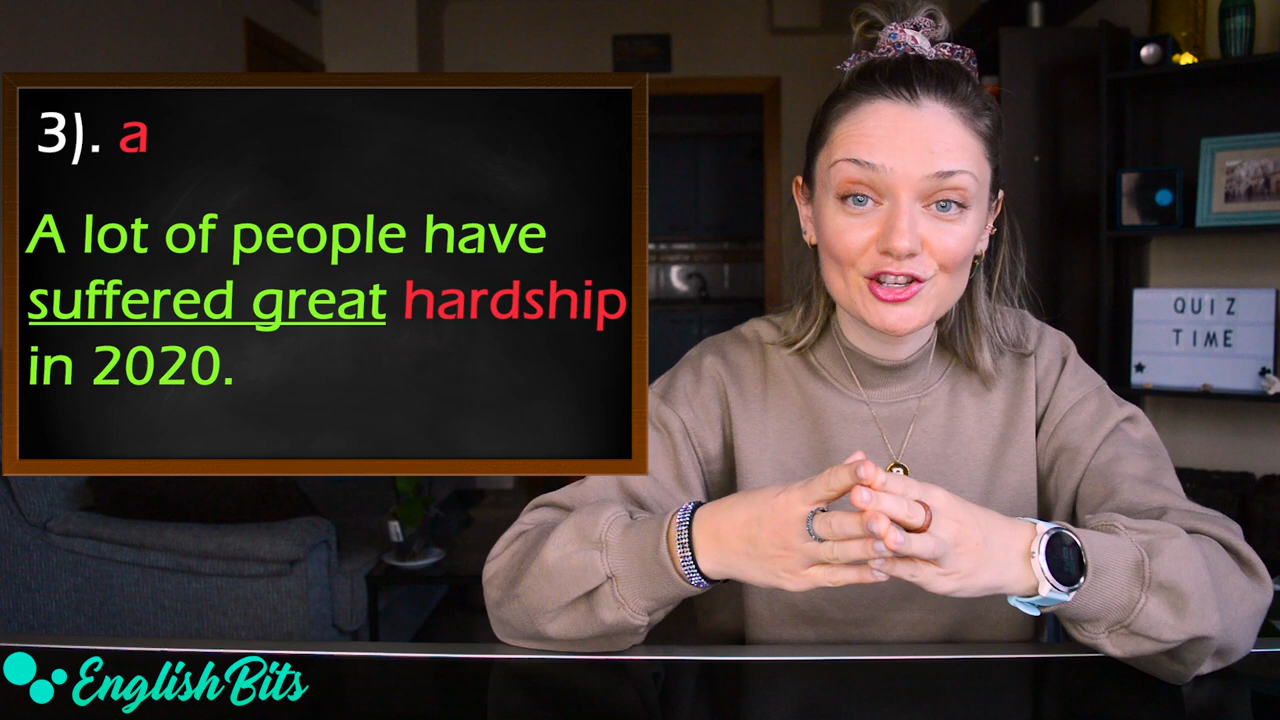 3). a
A lot of people have
suffered great hardship
in 2020.
QUIZ
TIME
EnglishBits